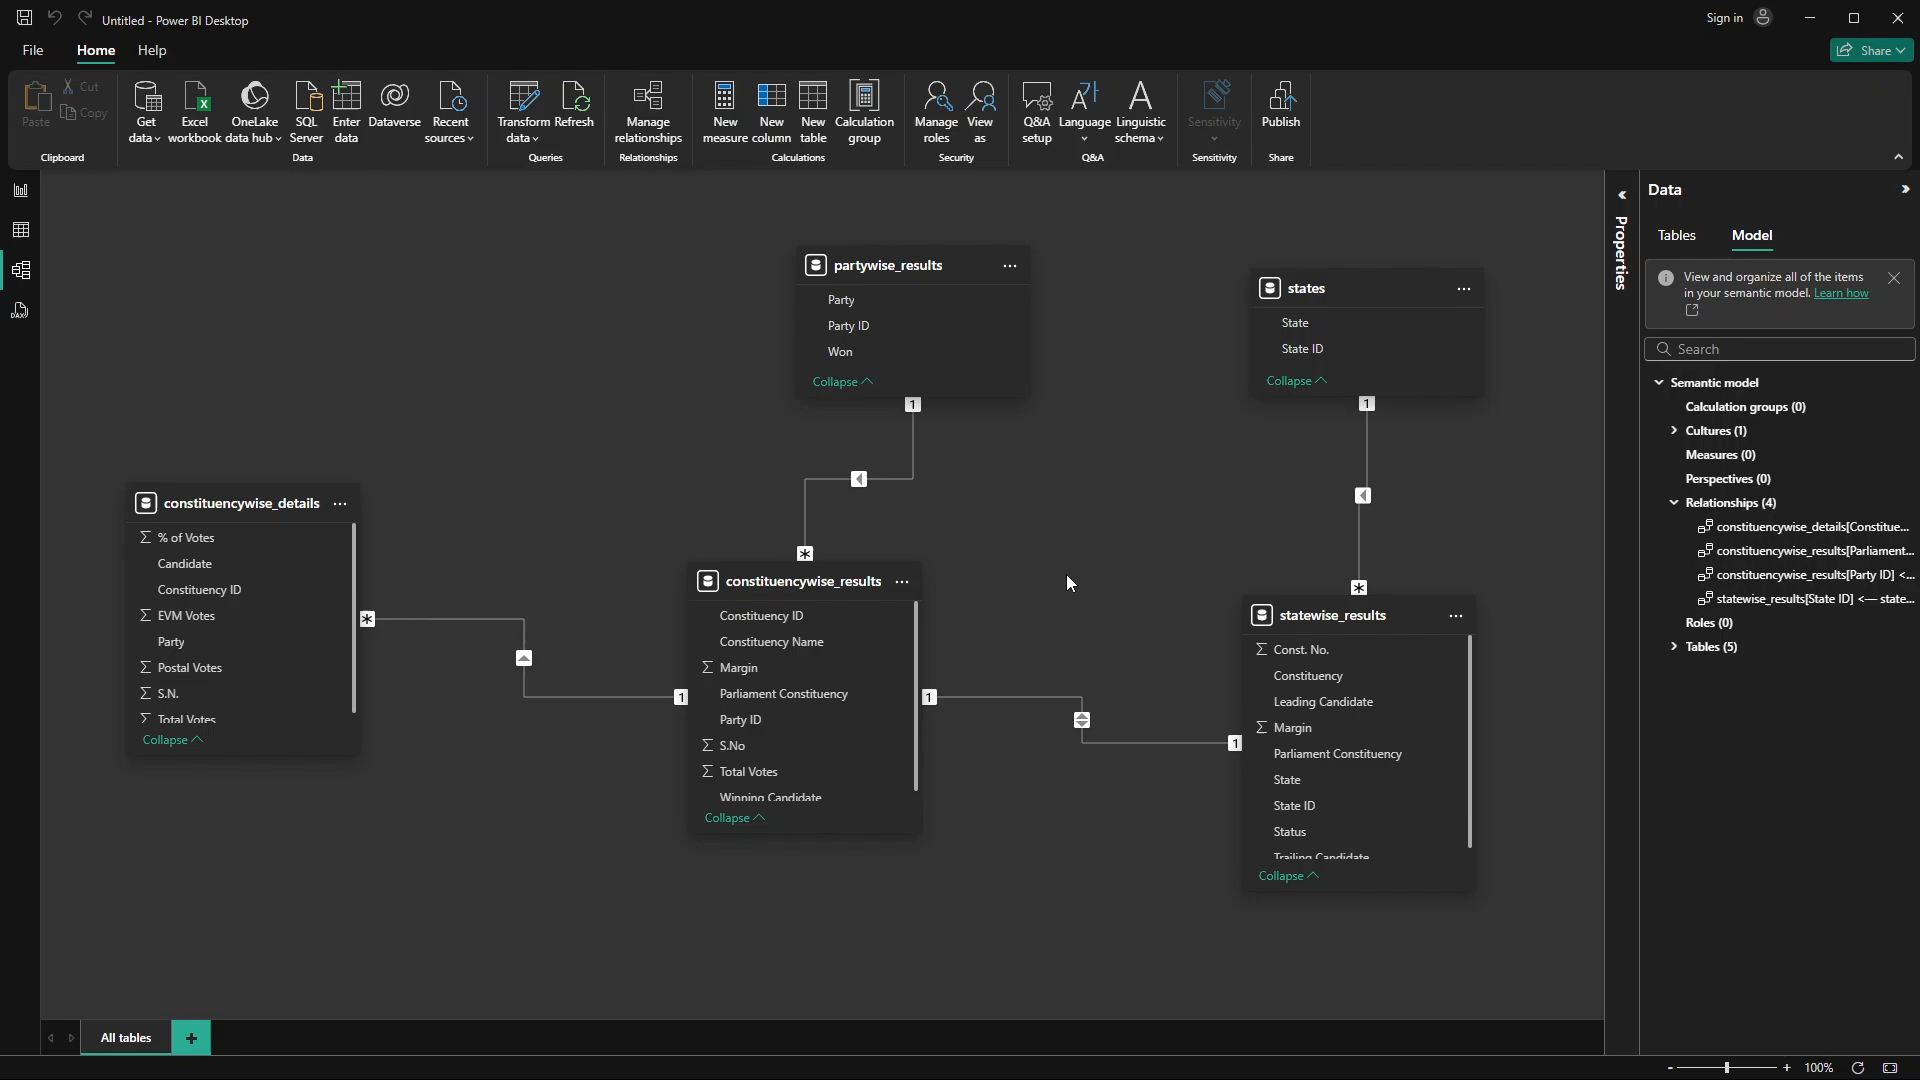 Untitled - Power BI Desktop
Sign in
File
Home
Help
Share
Paste
Cut
Copy
Clipboard
Get data
Excel workbook
OneLake data hub
SQL Server
Enter data
Dataverse
Recent sources
Data
Transform data
Refresh
Queries
Manage relationships
Relationships
New measure
New column
New table
Calculation group
Calculations
Manage roles
View as
Security
Q&A setup
Language
Linguistic schema
Q&A
Sensitivity
Sensitivity
Publish
Share
DAX
partywise_results
Party
Party ID
Won
Collapse
1
*
states
State
State ID
Collapse
1
*
constituencywise_details
Σ % of Votes
Candidate
Constituency ID
Σ EVM Votes
Party
Σ Postal Votes
Σ S.N.
Σ Total Votes
Collapse
*
1
constituencywise_results
Constituency ID
Constituency Name
Σ Margin
Parliament Constituency
Party ID
Σ S.No
Σ Total Votes
Winning Candidate
Collapse
1
1
statewise_results
Σ Const. No.
Constituency
Leading Candidate
Σ Margin
Parliament Constituency
State
State ID
Status
Trailing Candidate
Collapse
Properties
Data
Tables
Model
View and organize all of the items
in your semantic model. Learn how
Search
Semantic model
Calculation groups (0)
Cultures (1)
Measures (0)
Perspectives (0)
Relationships (4)
constituencywise_details[Constitue...
constituencywise_results[Parliament...
constituencywise_results[Party ID] <...
statewise_results[State ID] <— state...
Roles (0)
Tables (5)
All tables
+
- + 100%